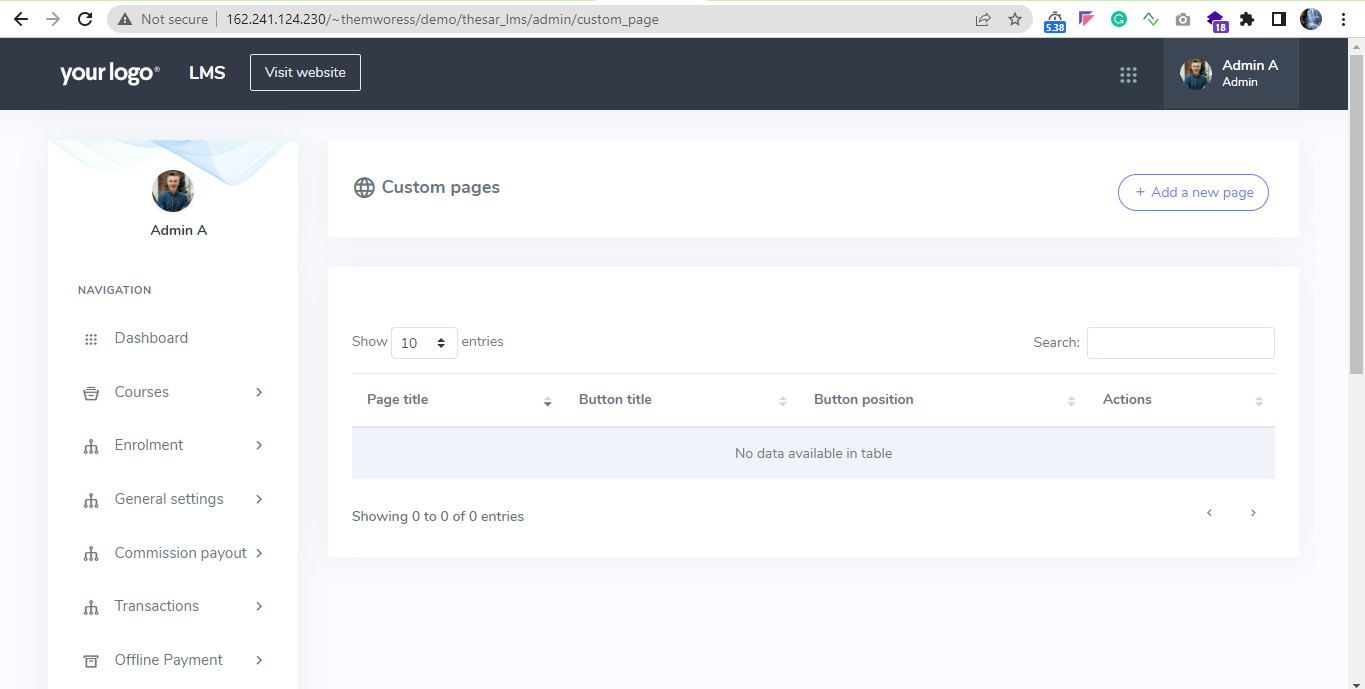 Not secure | 162.241.124.230/~themworess/demo/thesar_lms/admin/custom_page
5.38
18
your logo®
LMS
Visit website
Admin A
Admin
Admin A
NAVIGATION
Dashboard
Courses
Enrolment
General settings
Commission payout
Transactions
Offline Payment
Custom pages
+ Add a new page
Show 10 entries
Search:
Page title Button title Button position Actions
No data available in table
Showing 0 to 0 of 0 entries